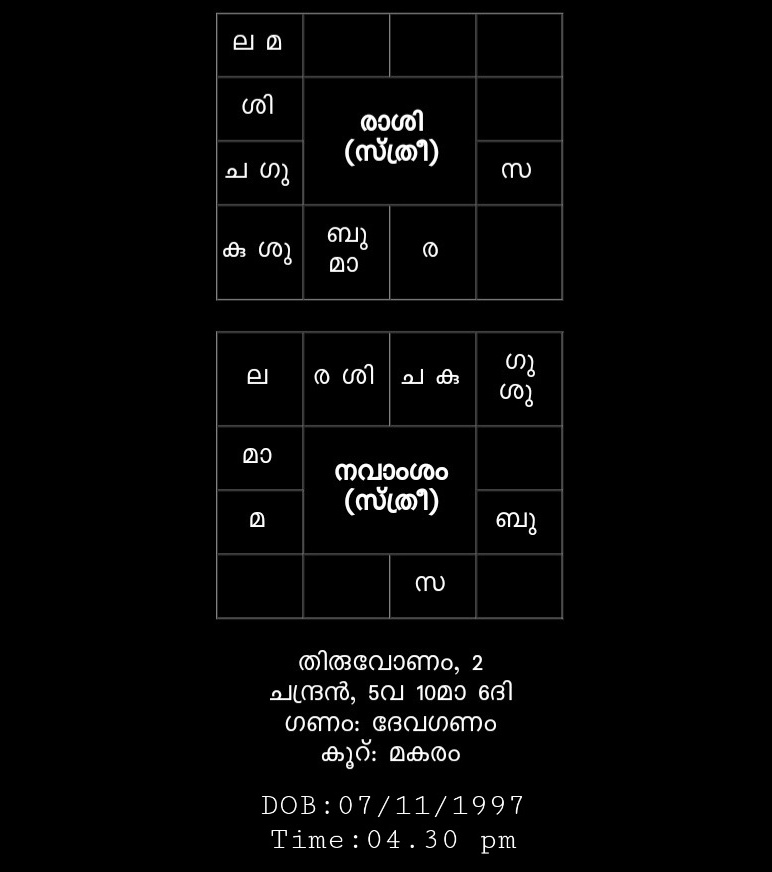 ല മ
ശി
രാശി
(സ്ത്രീ)
ച ഗു
സ
കു ശു
ബു
മാ
ര
ല
ര ശി
ച കു
ഗു
ശു
മാ
നവാംശം
(സ്ത്രീ)
മ
ബു
സ
തിരുവോണം, 2
ചന്ദ്രൻ, 5വ 10മാ 6ദി
ഗണം: ദേവഗണം
കൂറ്: മകരം
DOB:07/11/1997
Time:04.30 pm